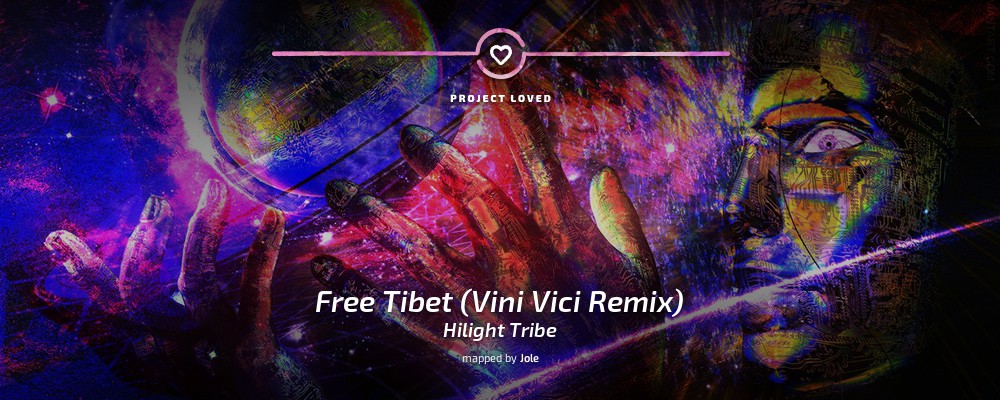 PROJECT LOVED
Free Tibet (Vini Vici Remix)
Hilight Tribe
mapped by Jole